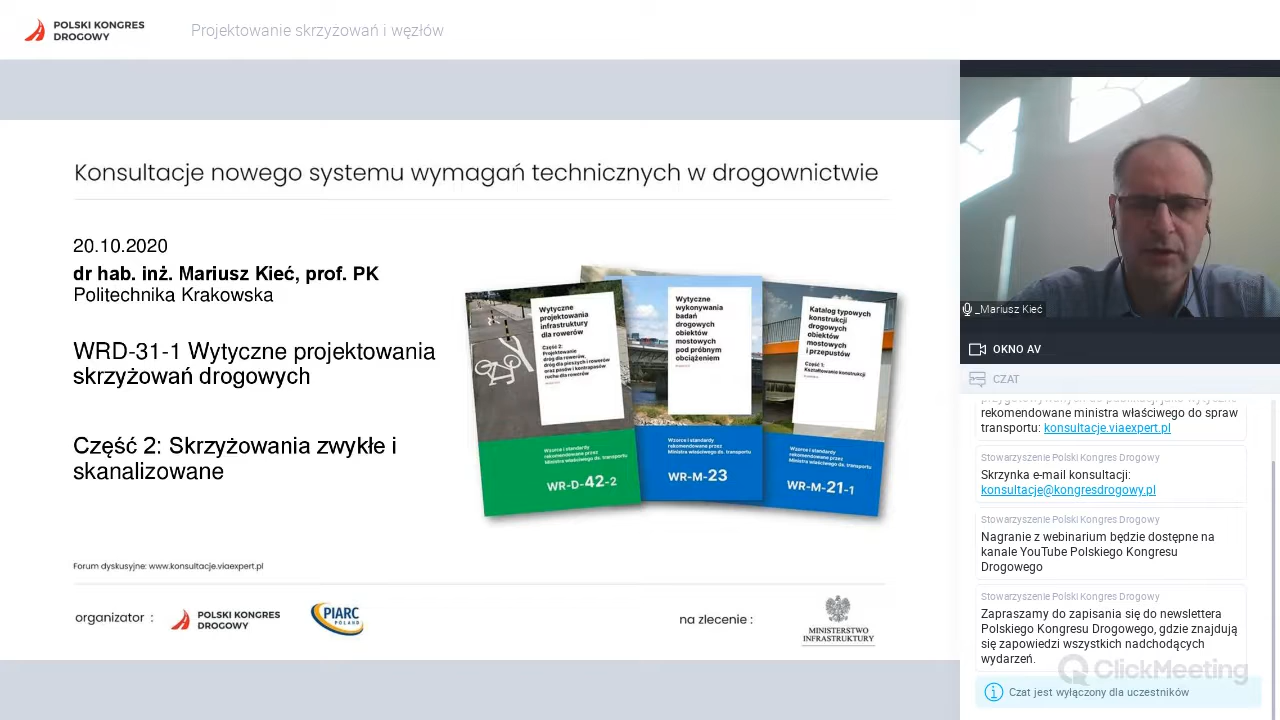 POLSKI KONGRES
DROGOWY
Projektowanie skrzyżowań i węzłów
Konsultacje nowego systemu wymagań technicznych w drogownictwie
20.10.2020
dr hab. inż. Mariusz Kieć, prof. PK
Politechnika Krakowska
WRD-31-1 Wytyczne projektowania
skrzyżowań drogowych
Część 2: Skrzyżowania zwykłe i
skanalizowane
Wytyczne
projektowania
infrastruktury
dla rowerów
Część 2:
Projektowanie
dróg dla rowerów,
dróg dla pieszych i rowerów
oraz pasów i kontrapasów
ruchu dla rowerów
Wzorce i standardy
rekomendowane przez
Ministra właściwego ds. transportu
WR-D-42-2
Wytyczne
wykonywania
badań
drogowych
obiektów
mostowych
pod próbnym
obciążeniem
Wzorce i standardy
rekomendowane przez
Ministra właściwego ds. transportu
WR-M-23
Katalog typowych
konstrukcji
drogowych
obiektów
mostowych
i przepustów
Część 1:
Kształtowanie konstrukcji
Wzorce i standardy
rekomendowane przez
Ministra właściwego ds. transportu
WR-M-21-1
Forum dyskusyjne: www.konsultacje.viaexpert.pl
organizator :
POLSKI KONGRES
DROGOWY
PIARC
POLAND
na zlecenie :
MINISTERSTWO
INFRASTRUKTURY
_Mariusz Kieć
OKNO AV
CZAT
rekomendowane ministra właściwego do spraw
transportu: konsultacje.viaexpert.pl
Stowarzyszenie Polski Kongres Drogowy
Skrzynka e-mail konsultacji:
konsultacje@kongresdrogowy.pl
Stowarzyszenie Polski Kongres Drogowy
Nagranie z webinarium będzie dostępne na
kanale YouTube Polskiego Kongresu
Drogowego
Stowarzyszenie Polski Kongres Drogowy
Zapraszamy do zapisania się do newslettera
Polskiego Kongresu Drogowego, gdzie znajdują
się zapowiedzi wszystkich nadchodzących
wydarzeń.
ClickMeeting
Czat jest wyłączony dla uczestników